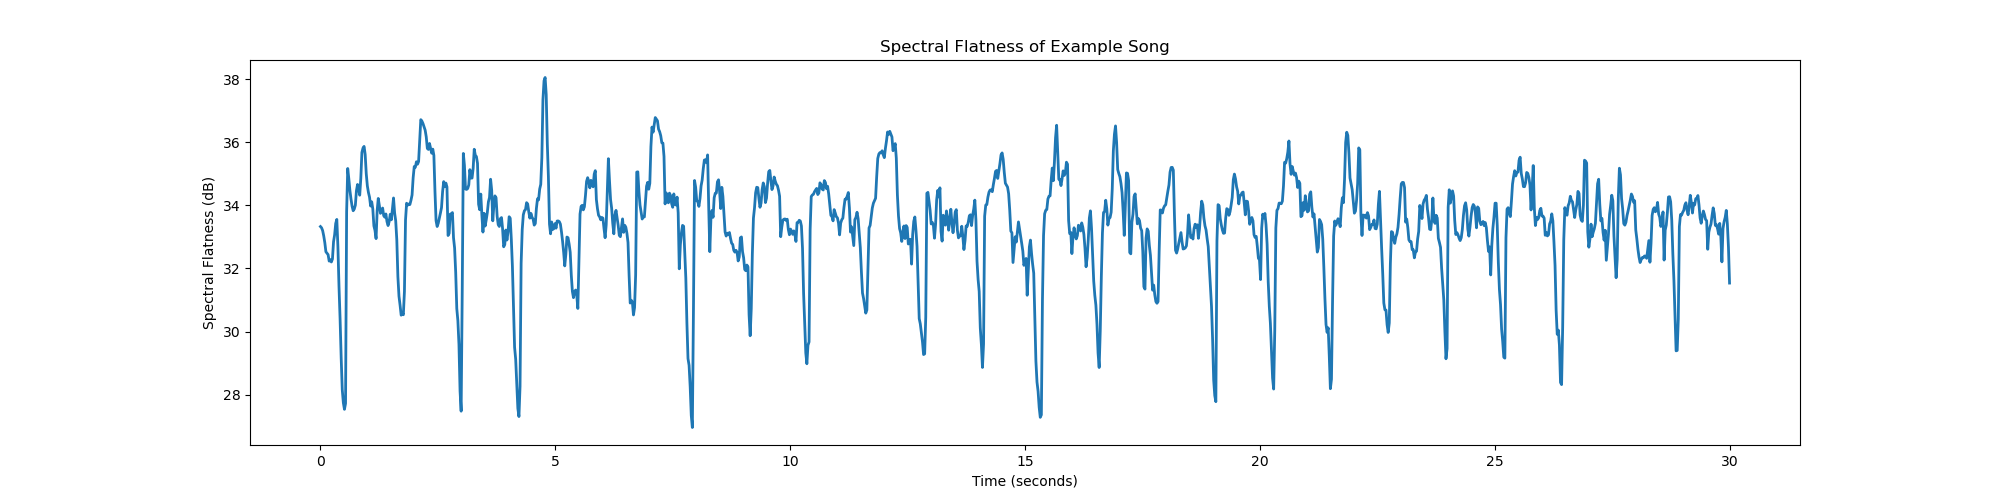 Spectral Flatness of Example Song
Spectral Flatness (dB)
38
36
34
32
30
28
0 5 10 15 20 25 30
Time (seconds)